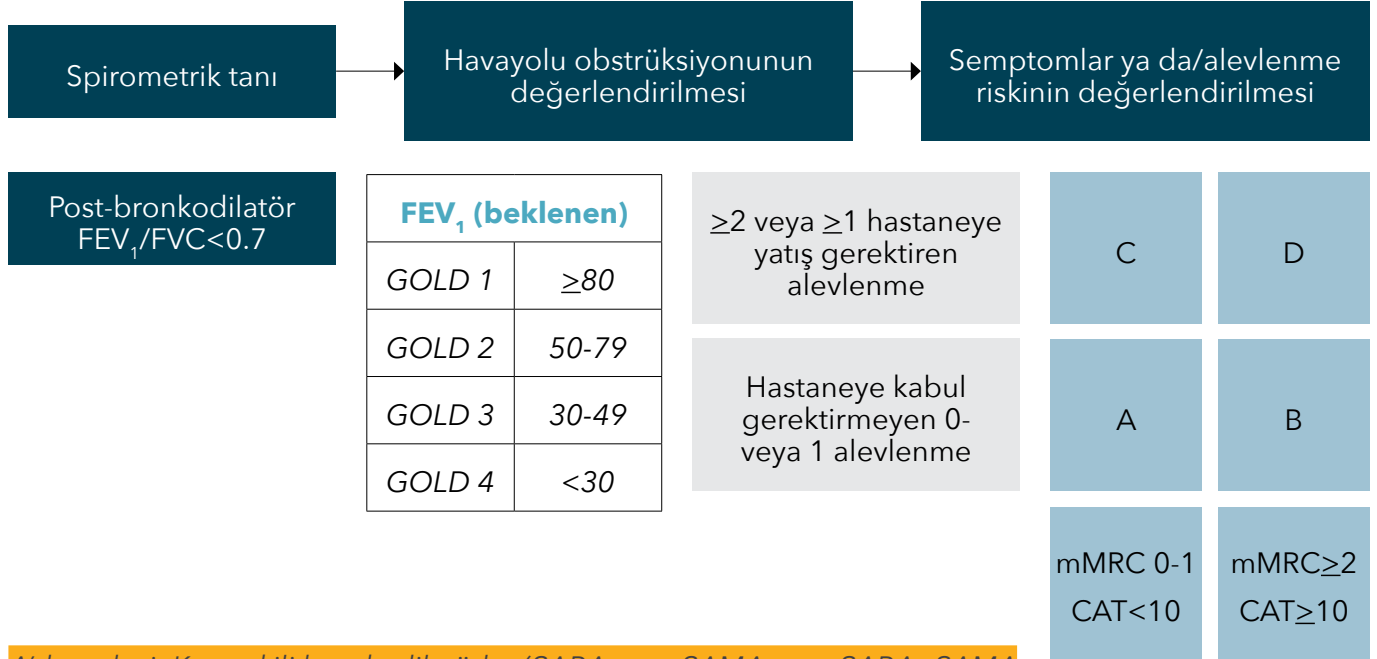 Spirometrik tanı
Havayolu obstrüksiyonunun
değerlendirilmesi
Semptomlar ya da/alevlenme
riskinin değerlendirilmesi
Post-bronkodilatör
FEV₁/FVC<0.7
FEV₁ (beklenen)
GOLD 1 ≥80
GOLD 2 50-79
GOLD 3 30-49
GOLD 4 <30
≥2 veya ≥1 hastaneye
yatış gerektiren
alevlenme
C
D
Hastaneye kabul
gerektirmeyen 0-
veya 1 alevlenme
A
B
mMRC 0-1
CAT<10
mMRC≥2
CAT≥10